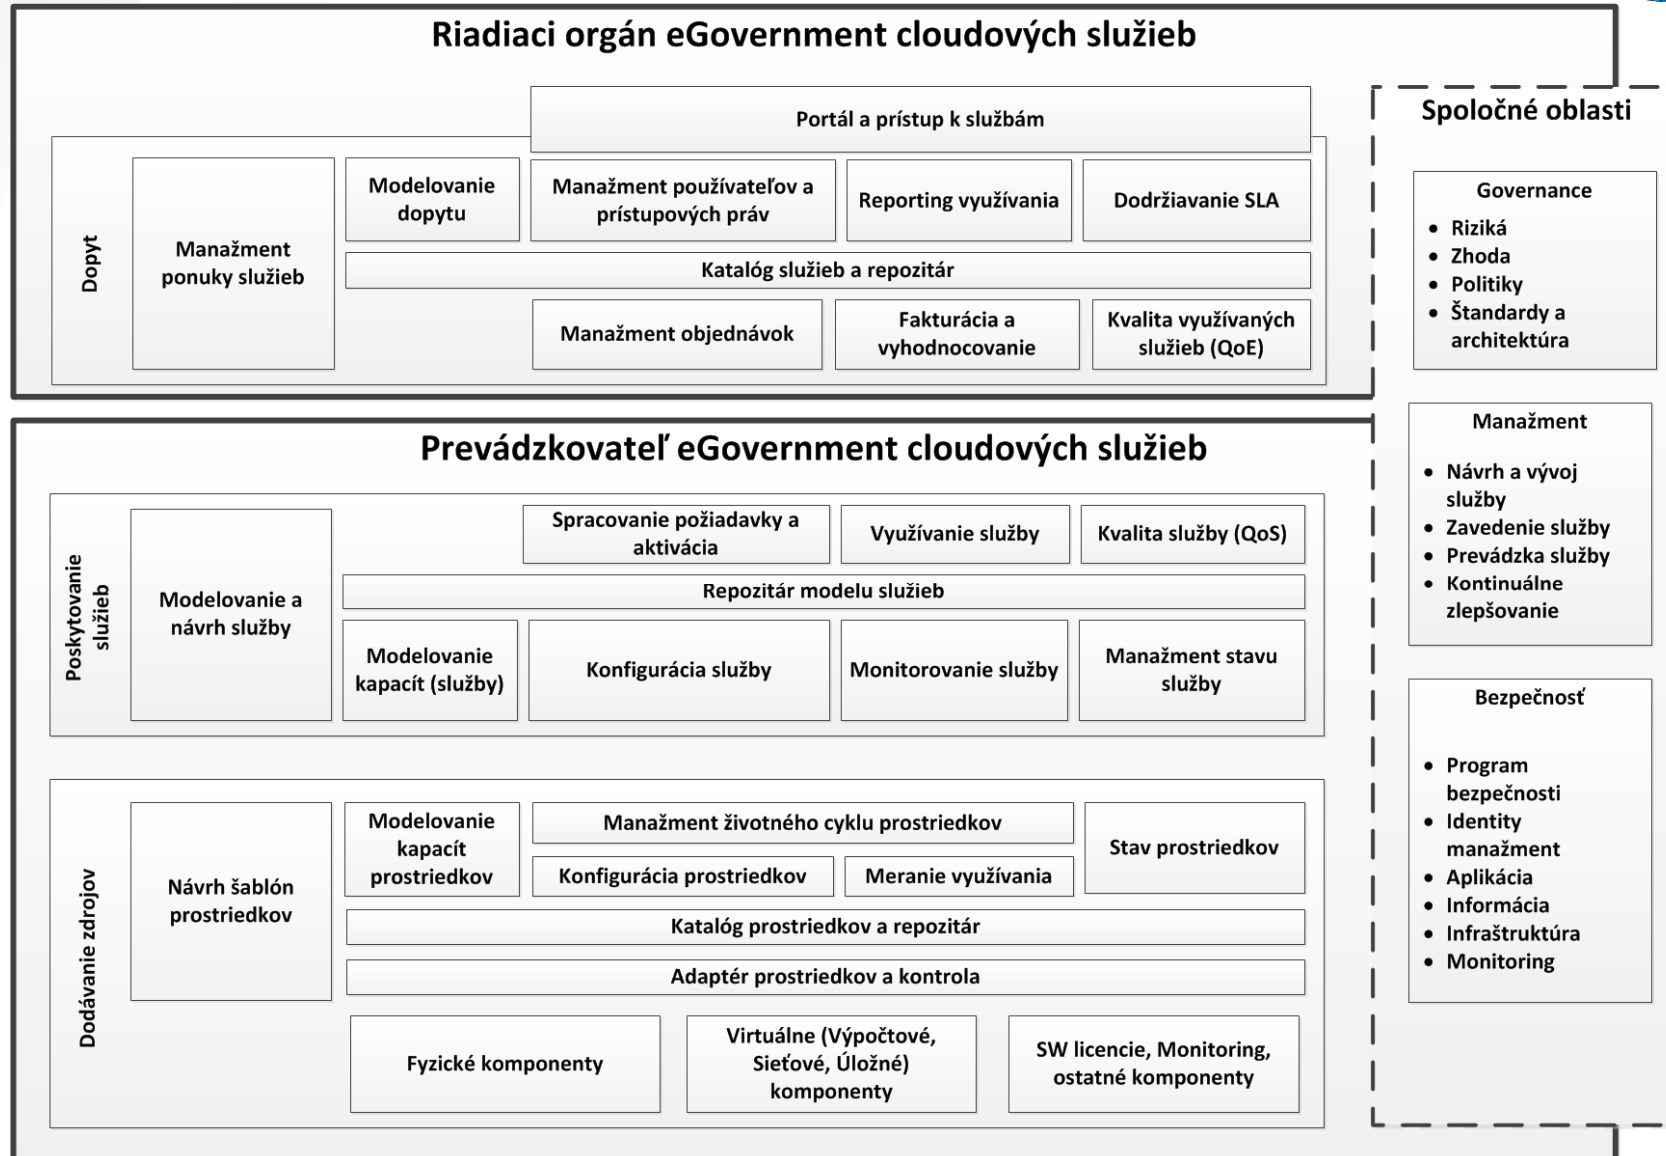 Riadiaci orgán eGovernment cloudových služieb
Portál a prístup k službám
Dopyt
Manažment
ponuky služieb
Modelovanie
dopytu
Manažment používateľov a
prístupových práv
Reporting využívania
Dodržiavanie SLA
Katalóg služieb a repozitár
Manažment objednávok
Fakturácia a
vyhodnocovanie
Kvalita využívaných
služieb (QoE)
Prevádzkovateľ eGovernment cloudových služieb
Poskytovanie
služieb
Modelovanie a
návrh služby
Spracovanie požiadavky a
aktivácia
Využívanie služby
Kvalita služby (QoS)
Repozitár modelu služieb
Modelovanie
kapacít (služby)
Konfigurácia služby
Monitorovanie služby
Manažment stavu
služby
Dodávanie zdrojov
Návrh šablón
prostriedkov
Modelovanie
kapacít
prostriedkov
Manažment životného cyklu prostriedkov
Konfigurácia prostriedkov
Meranie využívania
Stav prostriedkov
Katalóg prostriedkov a repozitár
Adaptér prostriedkov a kontrola
Fyzické komponenty
Virtuálne (Výpočtové,
Sieťové, Úložné)
komponenty
SW licencie, Monitoring,
ostatné komponenty
Spoločné oblasti
Governance
• Riziká
• Zhoda
• Politiky
• Štandardy a
architektúra
Manažment
• Návrh a vývoj
služby
• Zavedenie služby
• Prevádzka služby
• Kontinuálne
zlepšovanie
Bezpečnosť
• Program
bezpečnosti
• Identity
manažment
• Aplikácia
• Informácia
• Infraštruktúra
• Monitoring